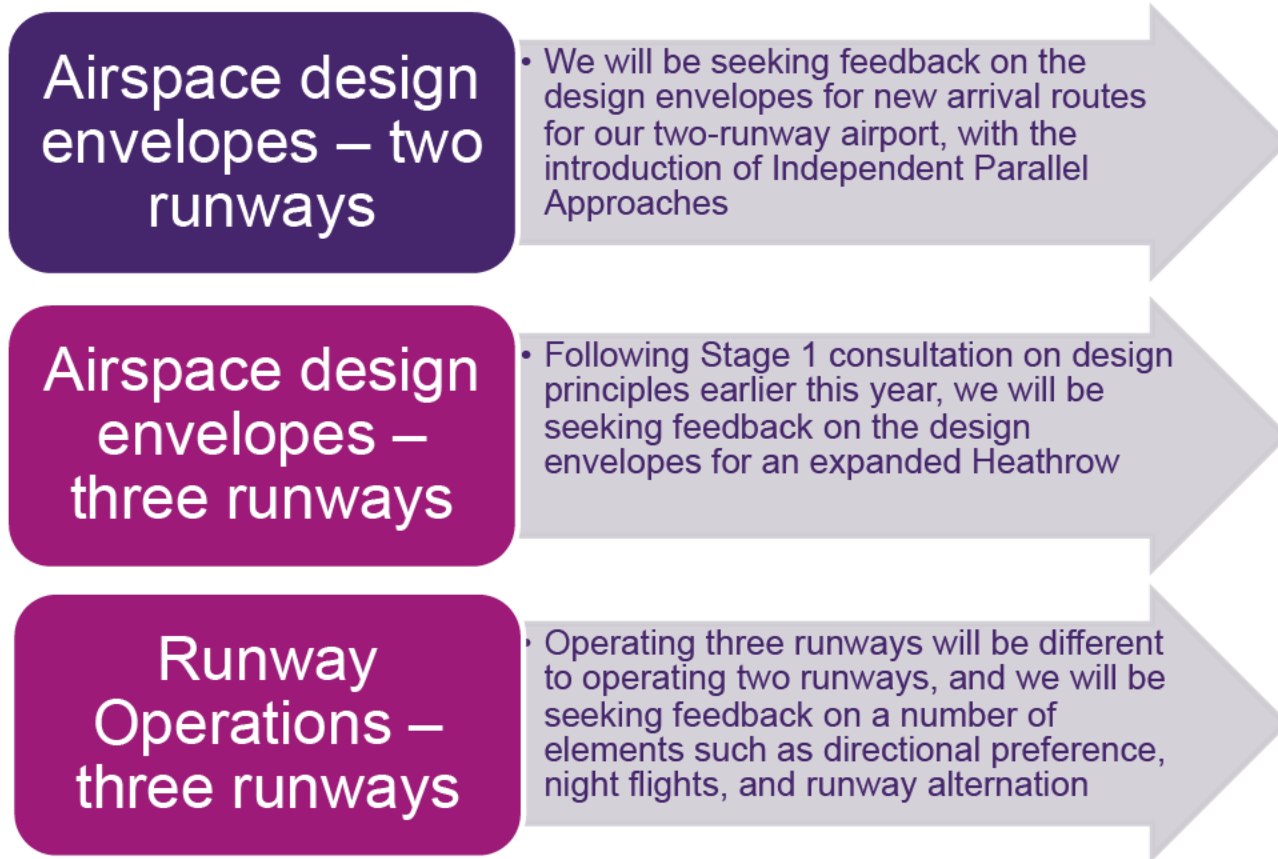 Airspace design
envelopes – two
runways
• We will be seeking feedback on the
design envelopes for new arrival routes
for our two-runway airport, with the
introduction of Independent Parallel
Approaches
Airspace design
envelopes –
three runways
• Following Stage 1 consultation on design
principles earlier this year, we will be
seeking feedback on the design
envelopes for an expanded Heathrow
Runway
Operations –
three runways
• Operating three runways will be different
to operating two runways, and we will be
seeking feedback on a number of
elements such as directional preference,
night flights, and runway alternation